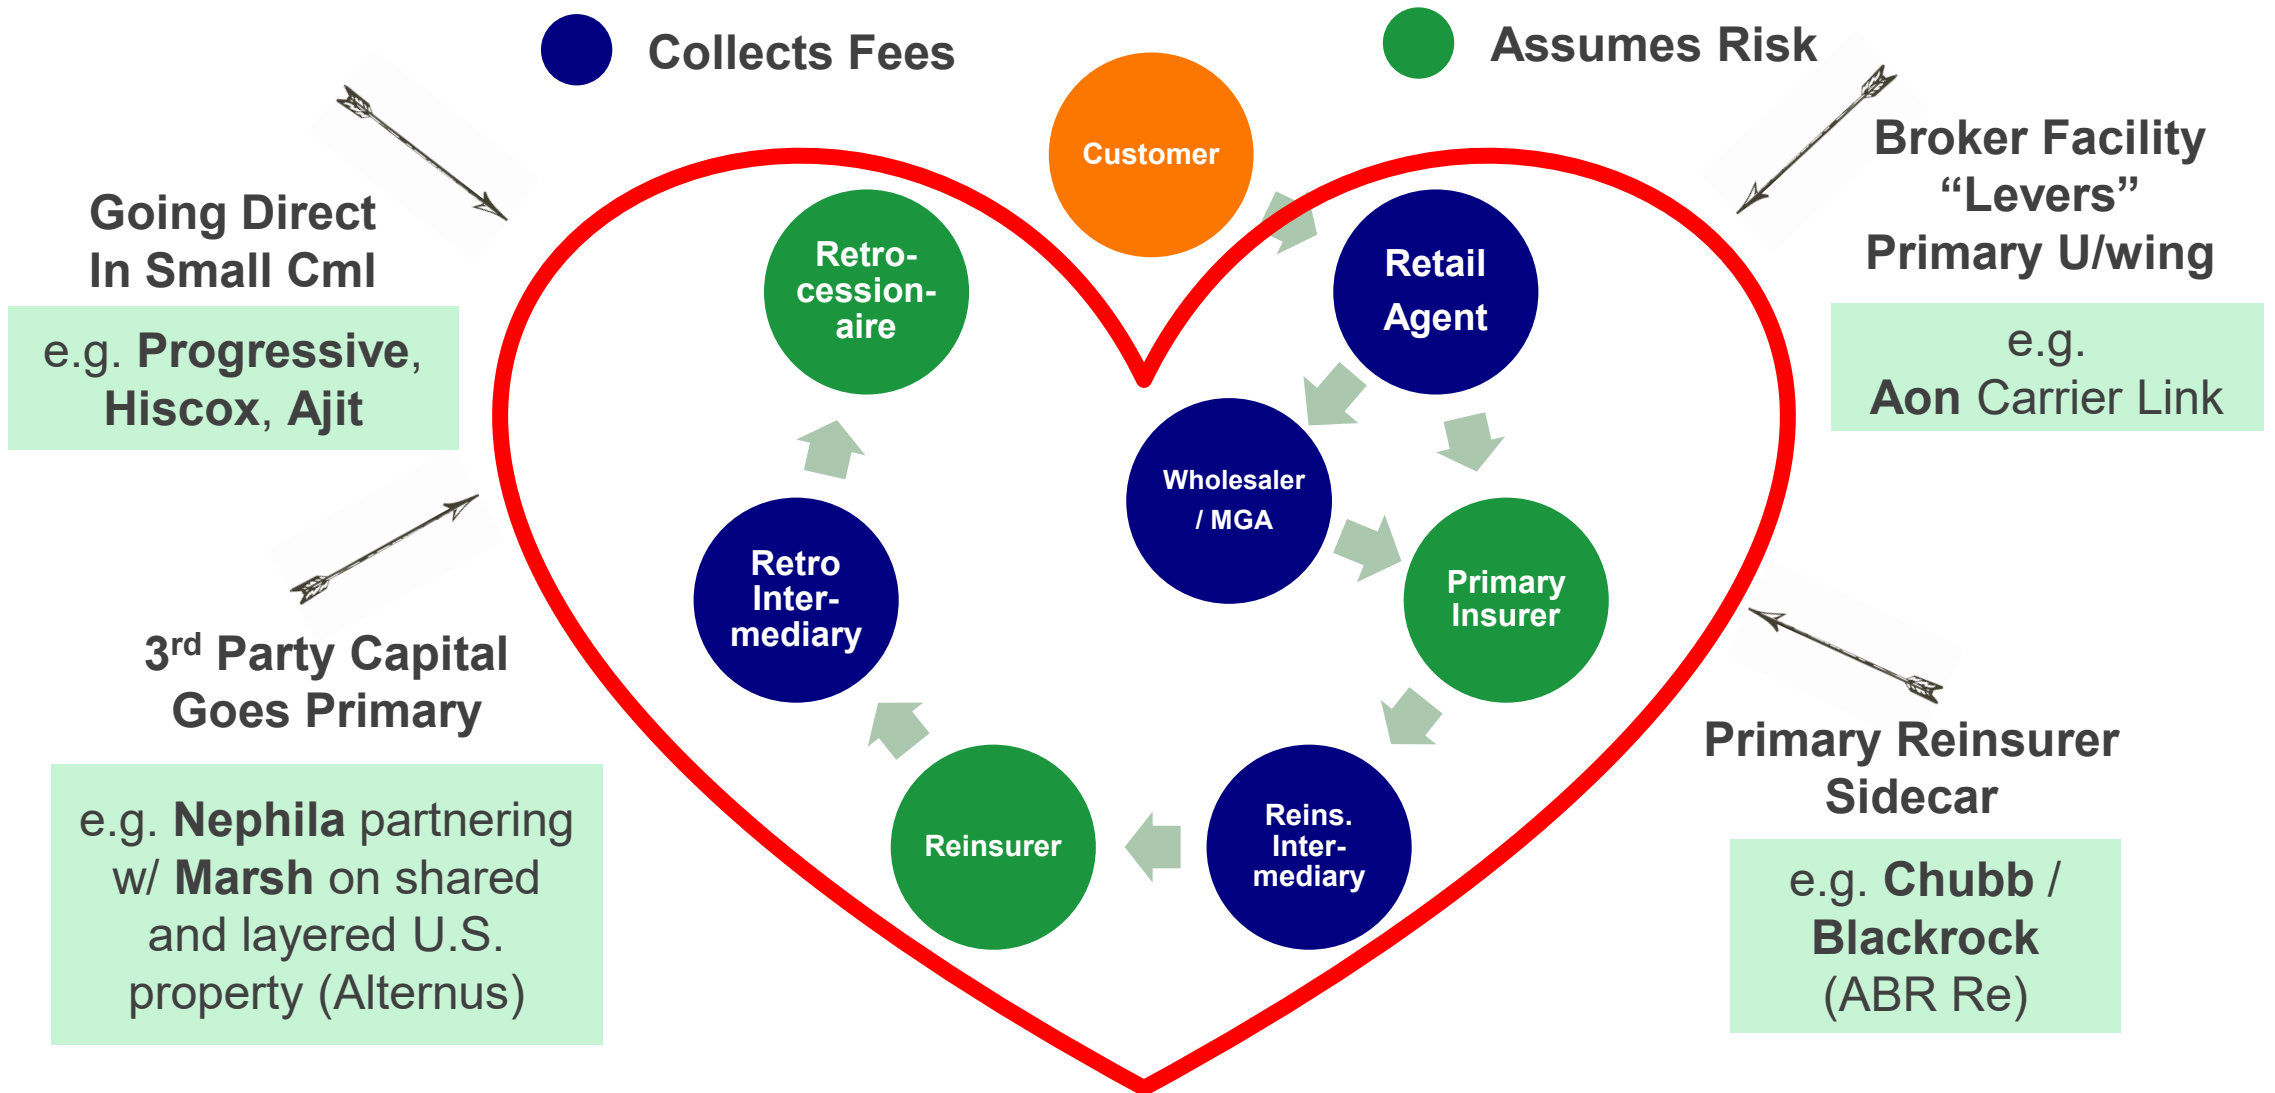 Collects Fees
Assumes Risk
Customer
Going Direct
In Small Cml
e.g. Progressive,
Hiscox, Ajit
3rd Party Capital
Goes Primary
e.g. Nephila partnering
w/ Marsh on shared
and layered U.S.
property (Alternus)
Retro-
cession-
aire
Retro
Inter-
mediary
Reinsurer
Retail
Agent
Wholesaler
/ MGA
Primary
Insurer
Reins.
Inter-
mediary
Broker Facility
“Levers”
Primary U/wing
e.g.
Aon Carrier Link
Primary Reinsurer
Sidecar
e.g. Chubb /
Blackrock
(ABR Re)